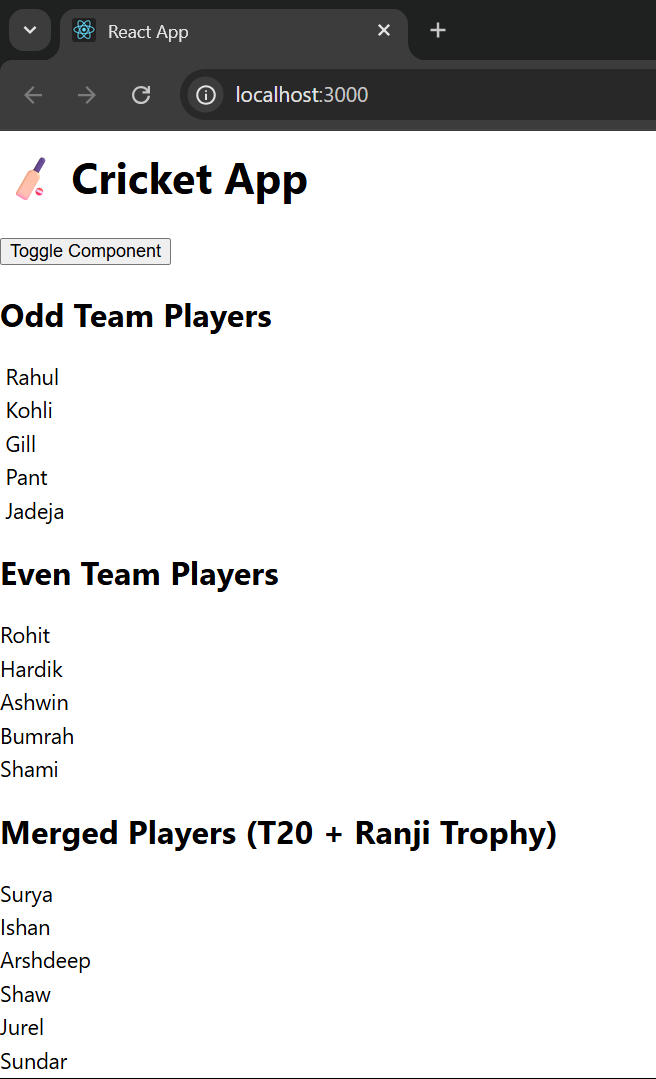 React App
localhost:3000
Cricket App
Toggle Component
Odd Team Players
Rahul
Kohli
Gill
Pant
Jadeja
Even Team Players
Rohit
Hardik
Ashwin
Bumrah
Shami
Merged Players (T20 + Ranji Trophy)
Surya
Ishan
Arshdeep
Shaw
Jurel
Sundar